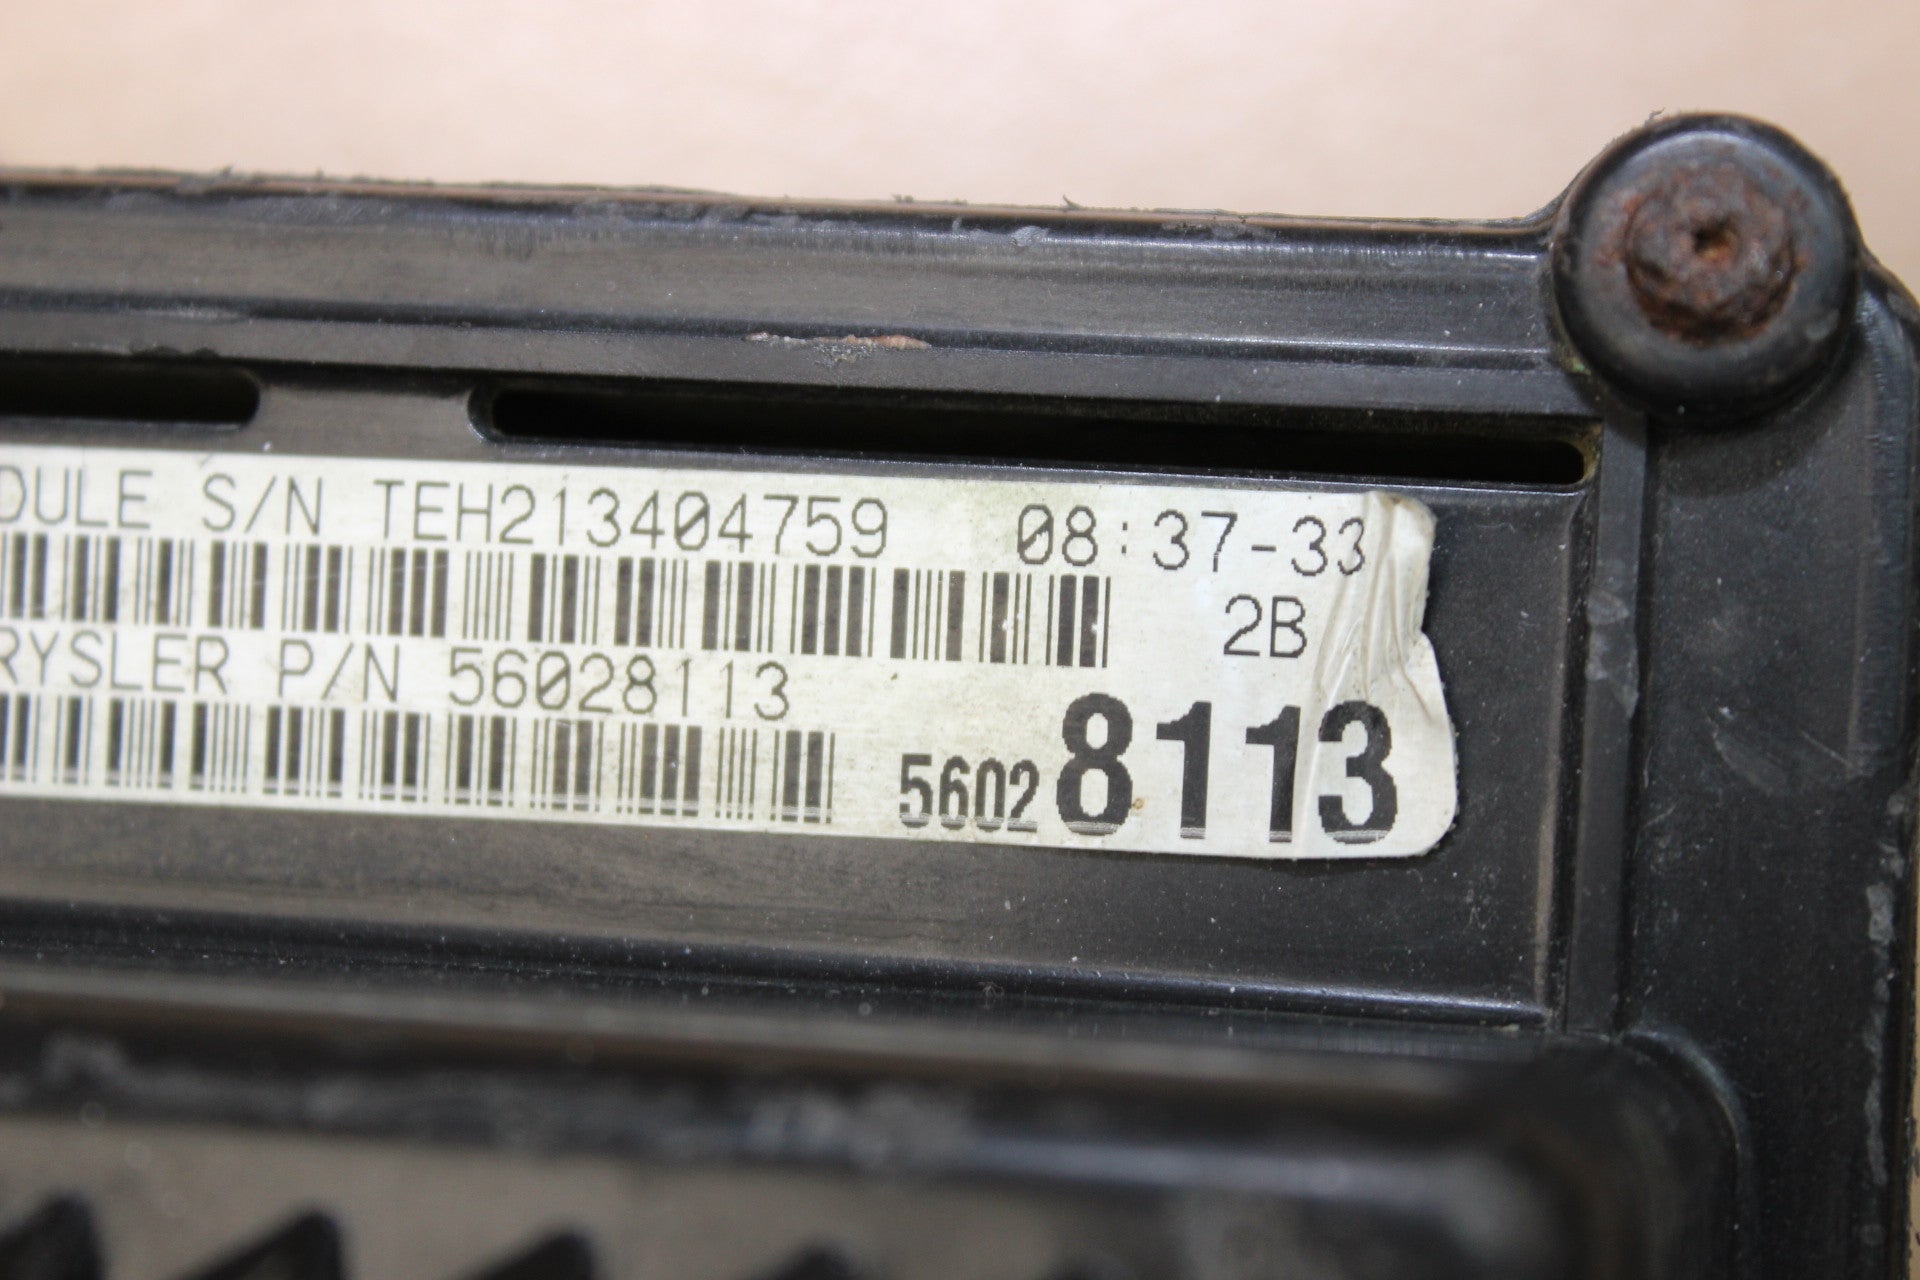 DULE S/N TEH213404759 08:37-33
2B
RYSLER P/N 56028113
56028113